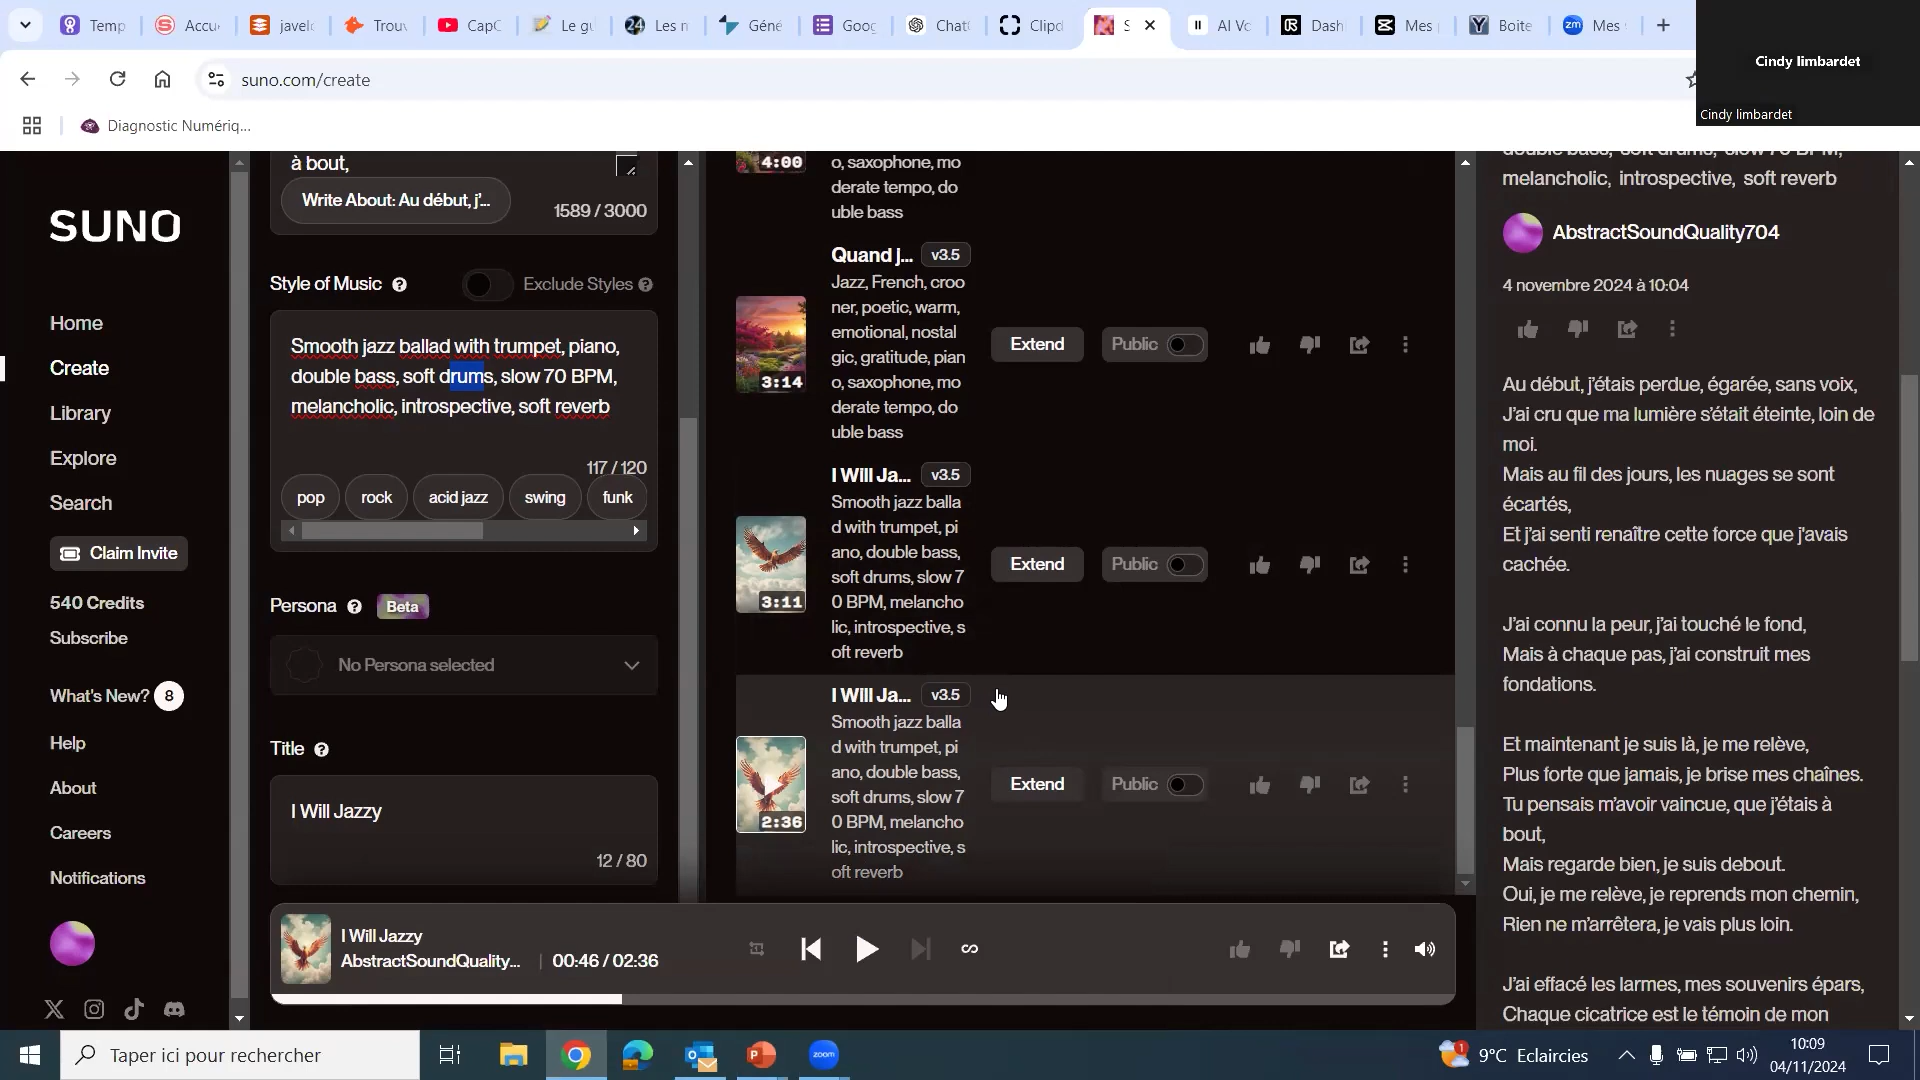 Temp
Accu
javel
Trouv
CapC
Le gu
24
Les n
Géné
Goog
Chat
Clipd
S
AI Vo
Dash
Mes
Boite
zm
Mes
suno.com/create
Diagnostic Numériq...
Cindy limbardet
Cindy limbardet
SUNO
Home
Create
Library
Explore
Search
Claim Invite
540 Credits
Subscribe
What's New? 8
Help
About
Careers
Notifications
à bout,
Write About: Au début, j'...
1589 / 3000
Style of Music
Exclude Styles
Smooth jazz ballad with trumpet, piano,
double bass, soft drums, slow 70 BPM,
melancholic, introspective, soft reverb
117 / 120
pop rock acid jazz swing funk
Persona Beta
No Persona selected
Title
I Will Jazzy
12 / 80
4:00
o, saxophone, mo
derate tempo, do
uble bass
Quand j... v3.5
Jazz, French, croo
ner, poetic, warm,
emotional, nostal
gic, gratitude, pian
o, saxophone, mo
derate tempo, do
uble bass
3:14
Extend
Public
I Will Ja... v3.5
Smooth jazz balla
d with trumpet, pi
ano, double bass,
soft drums, slow 7
0 BPM, melancho
lic, introspective, s
oft reverb
3:11
Extend
Public
I Will Ja... v3.5
Smooth jazz balla
d with trumpet, pi
ano, double bass,
soft drums, slow 7
0 BPM, melancho
lic, introspective, s
oft reverb
2:36
Extend
Public
double bass, soft drums, slow 70 BPM,
melancholic, introspective, soft reverb
AbstractSoundQuality704
4 novembre 2024 à 10:04
Au début, j'étais perdue, égarée, sans voix,
J'ai cru que ma lumière s'était éteinte, loin de
moi.
Mais au fil des jours, les nuages se sont
écartés,
Et j'ai senti renaître cette force que j'avais
cachée.
J'ai connu la peur, j'ai touché le fond,
Mais à chaque pas, j'ai construit mes
fondations.
Et maintenant je suis là, je me relève,
Plus forte que jamais, je brise mes chaînes.
Tu pensais m'avoir vaincue, que j'étais à
bout,
Mais regarde bien, je suis debout.
Oui, je me relève, je reprends mon chemin,
Rien ne m'arrêtera, je vais plus loin.
J'ai effacé les larmes, mes souvenirs épars,
Chaque cicatrice est le témoin de mon
I Will Jazzy
AbstractSoundQuality... | 00:46 / 02:36
Taper ici pour rechercher
zoom
1
9°C Eclaircies
10:09
04/11/2024